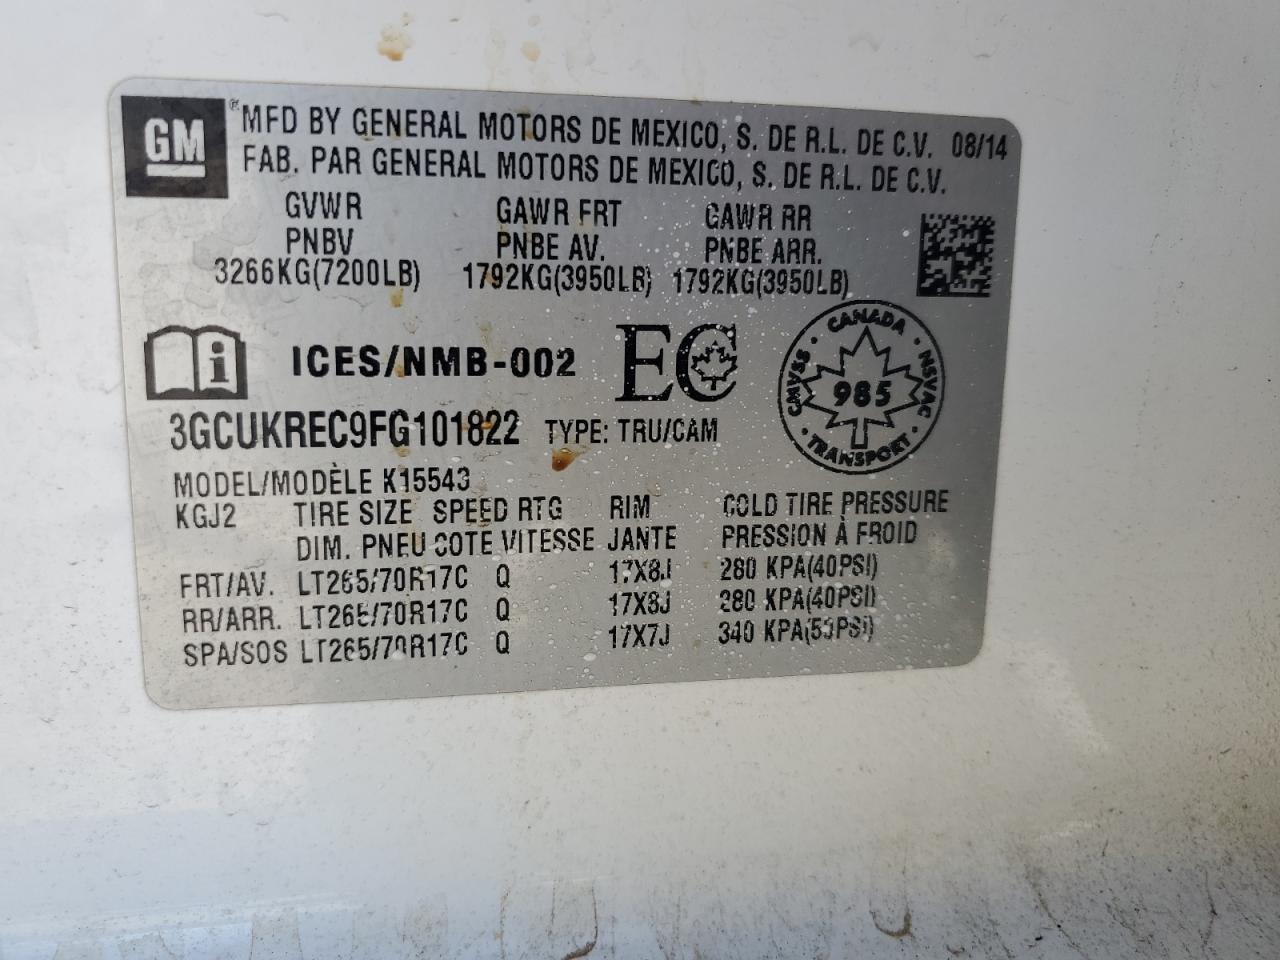 GM ® MFD BY GENERAL MOTORS DE MEXICO, S. DE R.L. DE C.V. 08/14
FAB. PAR GENERAL MOTORS DE MEXICO, S. DE R.L. DE C.V.
GVWR GAWR FRT GAWR RR
PNBV PNBE AV. PNBE ARR.
3266KG(7200LB) 1792KG(3950LB) 1792KG(3950LB)
i ICES/NMB-002 EC
CANADA
CMVSS 985 NSVAC
TRANSPORT
3GCUKREC9FG101822 TYPE: TRU/CAM
MODEL/MODÈLE K15543
KGJ2 TIRE SIZE SPEED RTG RIM COLD TIRE PRESSURE
DIM. PNEU COTE VITESSE JANTE PRESSION À FROID
FRT/AV. LT265/70R17C Q 17X8J 280 KPA(40PSI)
RR/ARR. LT265/70R17C Q 17X8J 280 KPA(40PSI)
SPA/SOS LT265/70R17C Q 17X7J 340 KPA(50PSI)